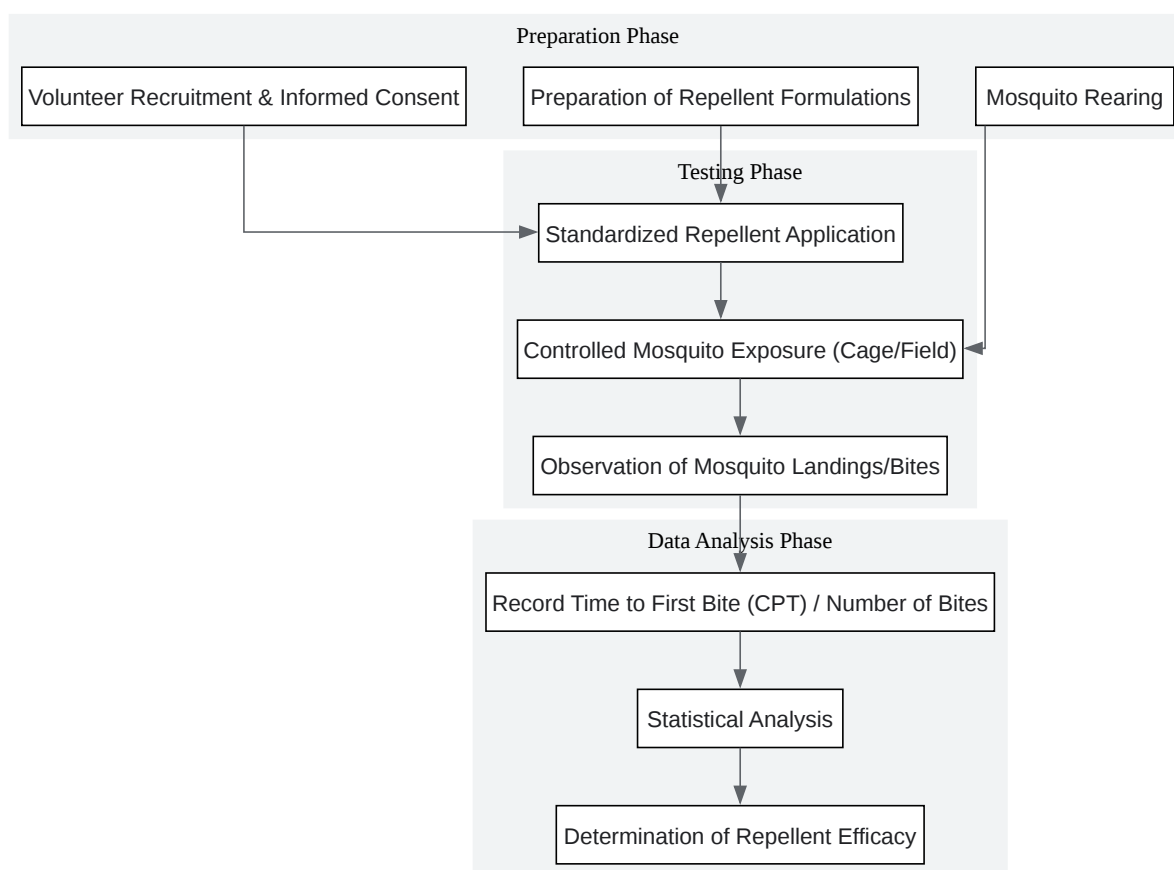 Preparation Phase
Volunteer Recruitment & Informed Consent
Preparation of Repellent Formulations
Mosquito Rearing
Testing Phase
Standardized Repellent Application
Controlled Mosquito Exposure (Cage/Field)
Observation of Mosquito Landings/Bites
Data Analysis Phase
Record Time to First Bite (CPT) / Number of Bites
Statistical Analysis
Determination of Repellent Efficacy